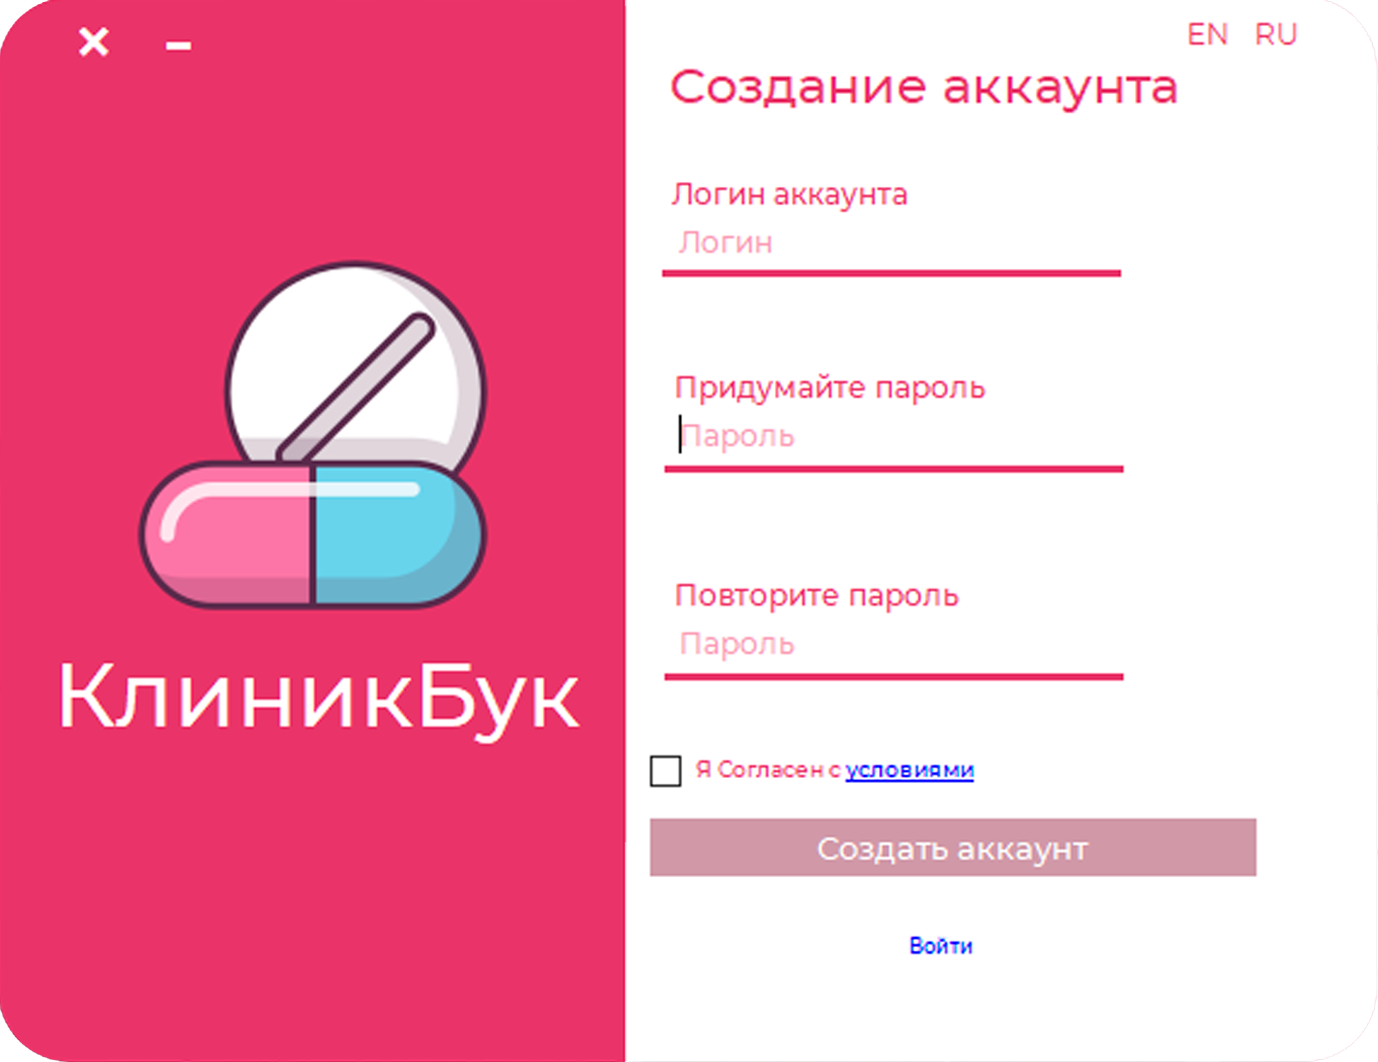 EN RU
Создание аккаунта
Логин аккаунта
Логин
Придумайте пароль
Пароль
Повторите пароль
Пароль
КлиникБук
Я Согласен с условиями
Создать аккаунт
Войти